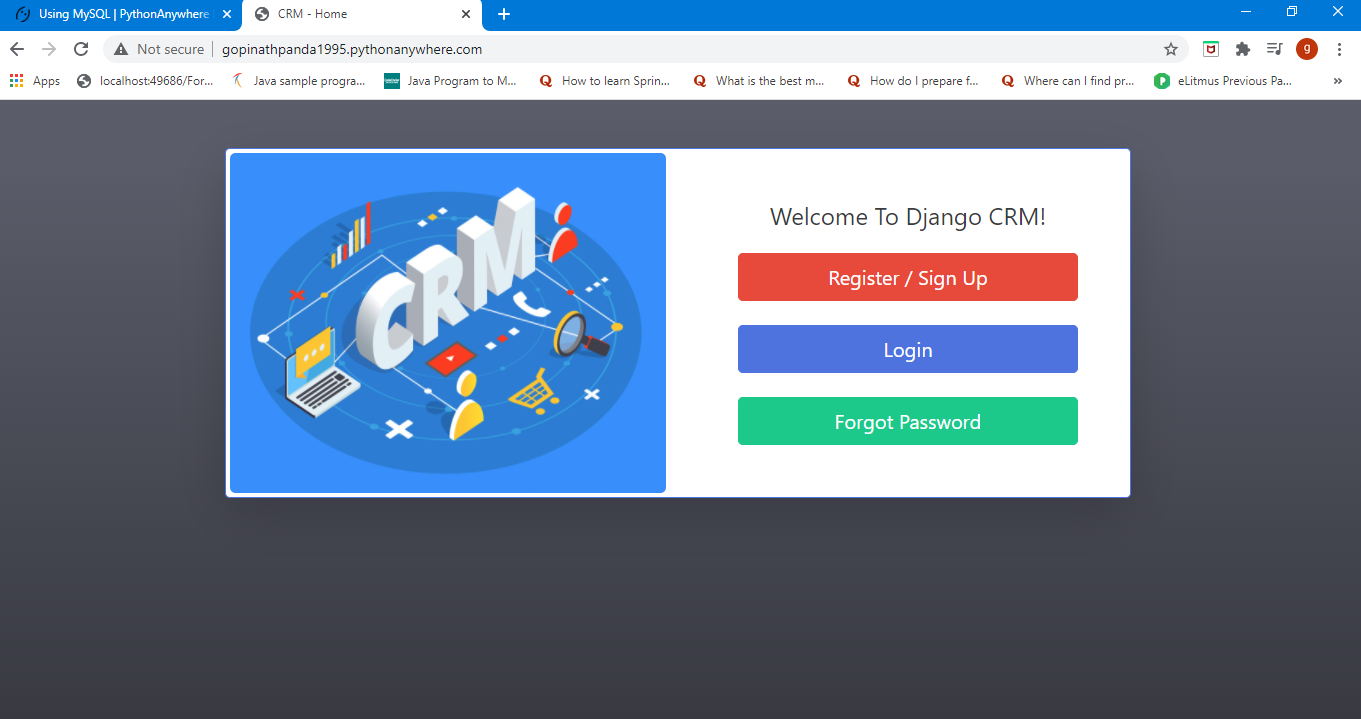 Using MySQL | PythonAnywhere
CRM - Home
Not secure
gopinathpanda1995.pythonanywhere.com
g
Apps
localhost:49686/For...
Java sample progra...
Java Program to M...
How to learn Sprin...
What is the best m...
How do I prepare f...
Where can I find pr...
eLitmus Previous Pa...
»
CRM
Welcome To Django CRM!
Register / Sign Up
Login
Forgot Password